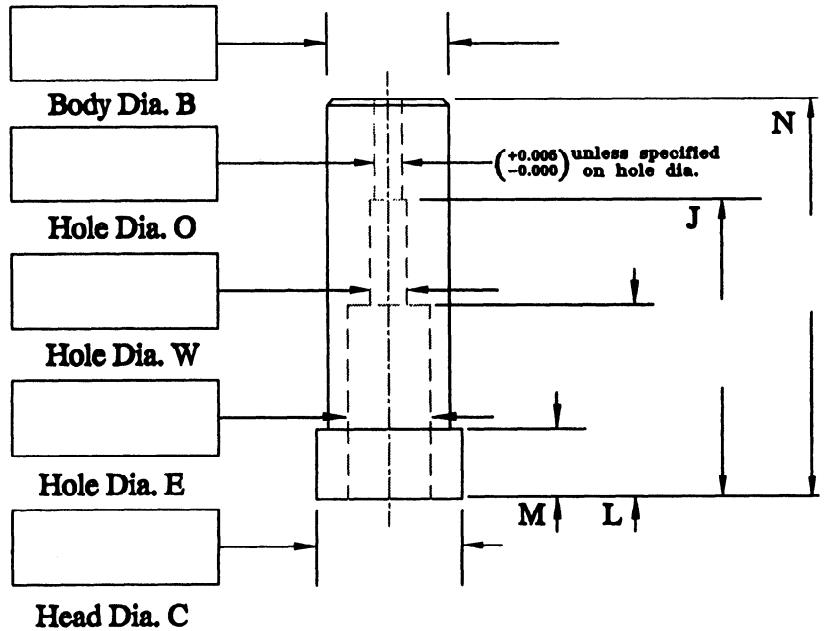 Body Dia. B
N
(+0.005 -0.000) unless specified
on hole dia.
J
Hole Dia. O
Hole Dia. W
Hole Dia. E
M
L
Head Dia. C